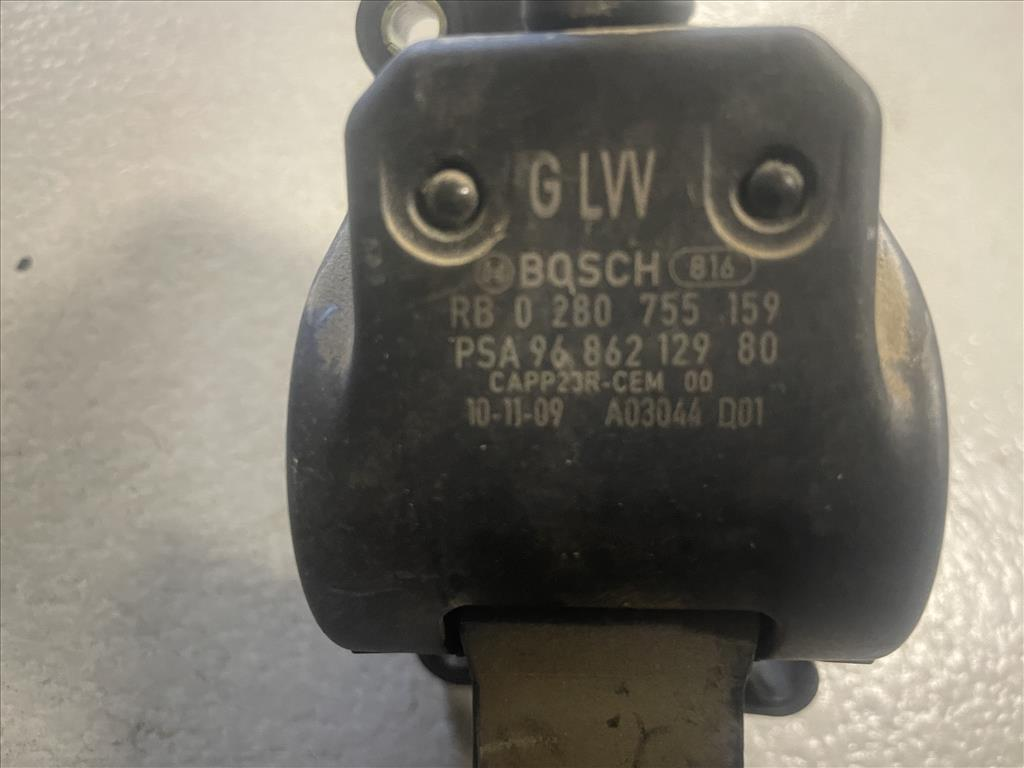 G LW
BOSCH 816
RB 0 280 755 159
PSA 96 862 129 80
CAPP23R-CEM 00
10-11-09 A03044 D01